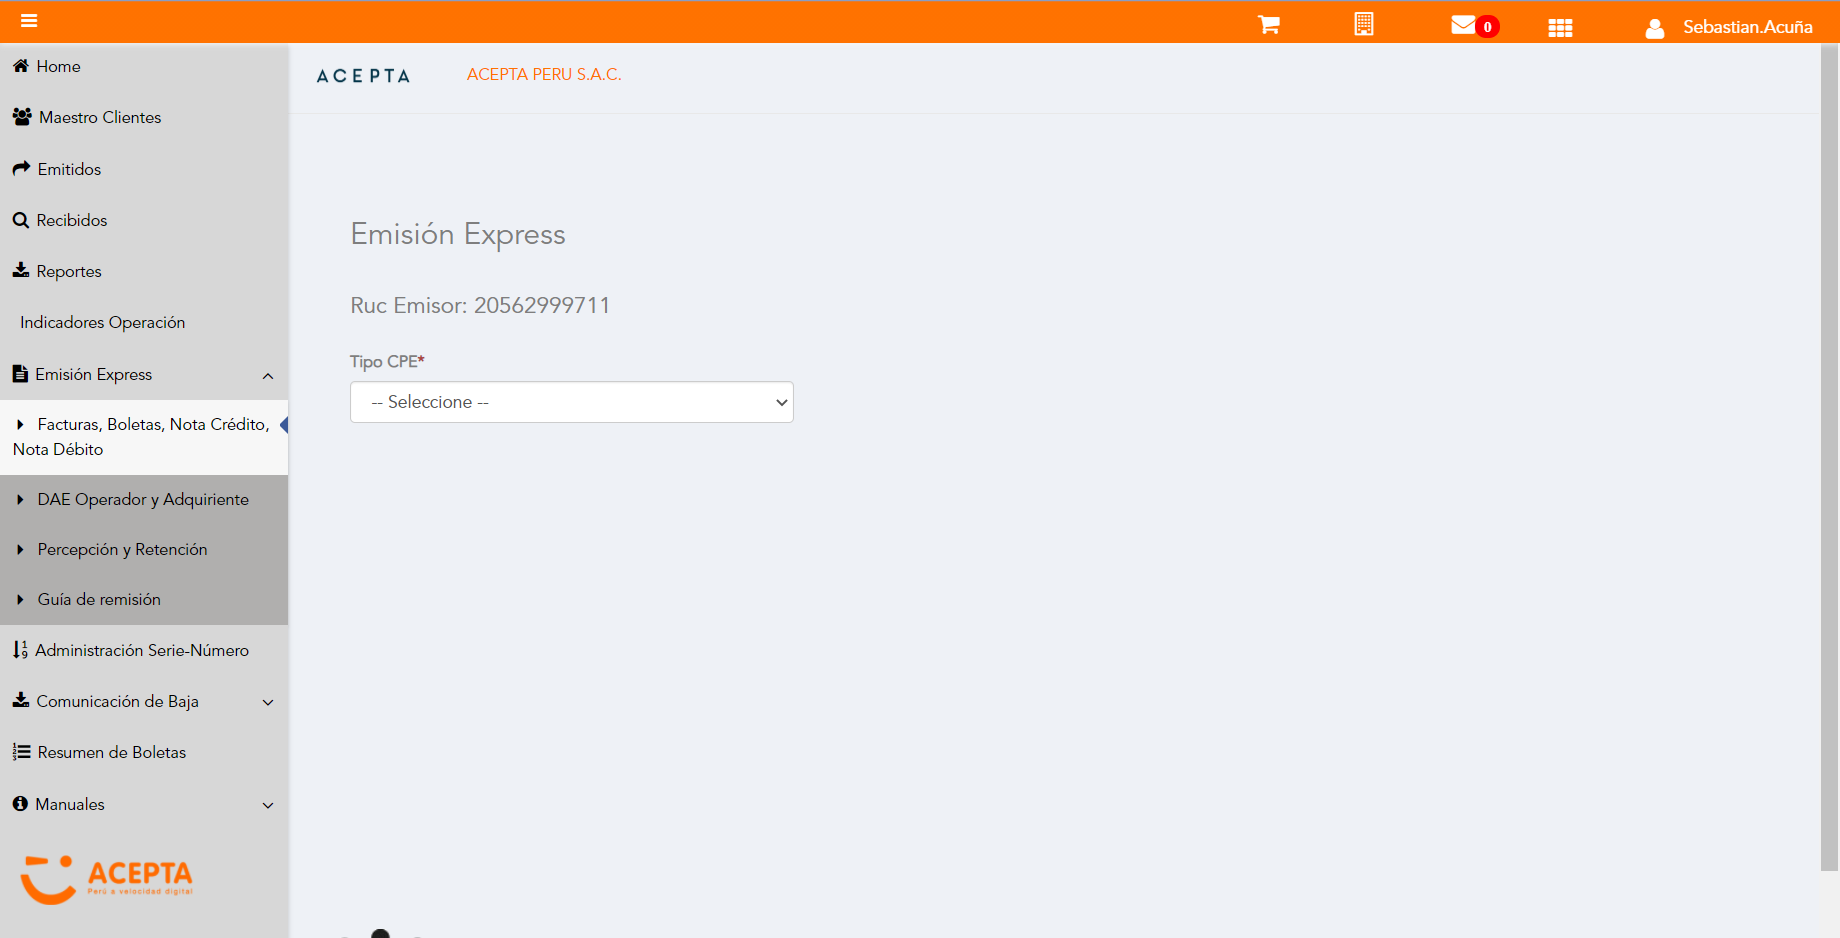 0
Sebastian.Acuña
Home
Maestro Clientes
Emitidos
Recibidos
Reportes
Indicadores Operación
Emisión Express
Facturas, Boletas, Nota Crédito,
Nota Débito
DAE Operador y Adquiriente
Percepción y Retención
Guía de remisión
Administración Serie-Número
Comunicación de Baja
Resumen de Boletas
Manuales
ACEPTA
Perú a velocidad digital
ACEPTA
ACEPTA PERU S.A.C.
Emisión Express
Ruc Emisor: 20562999711
Tipo CPE*
-- Seleccione --